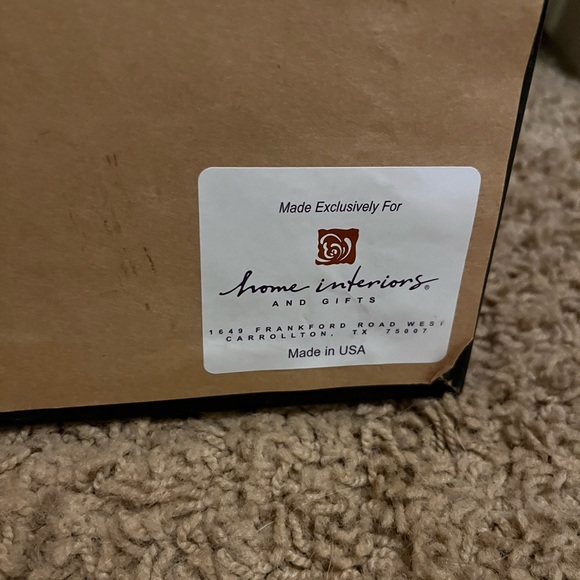 Made Exclusively For
home interiors®
AND GIFTS
1649 FRANKFORD ROAD WEST
CARROLLTON, TX 75007
Made in USA